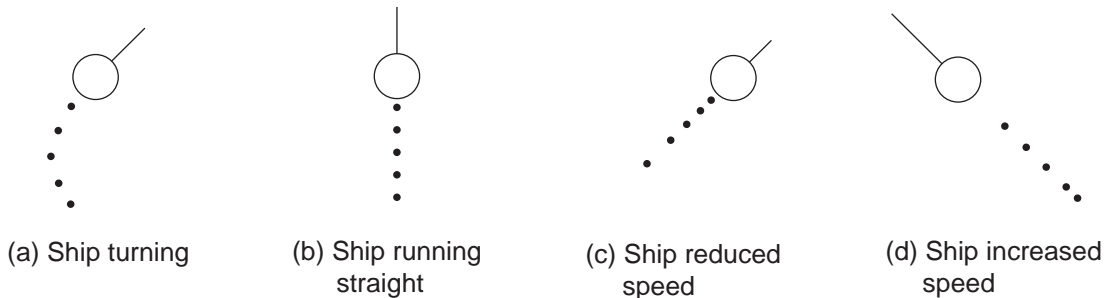 (a) Ship turning
(b) Ship running
straight
(c) Ship reduced
speed
(d) Ship increased
speed